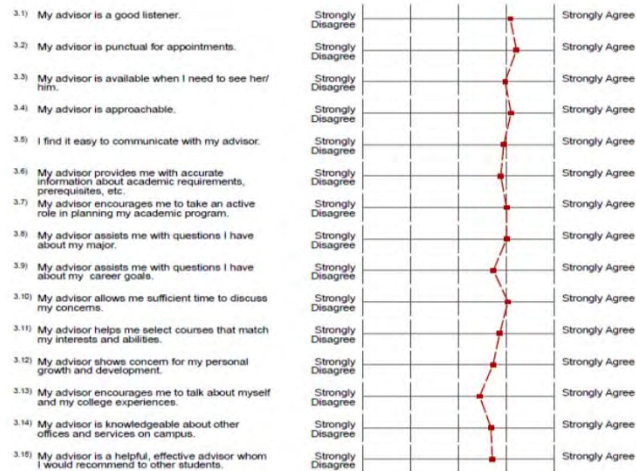 3.1) My advisor is a good listener. Strongly Disagree Strongly Agree
3.2) My advisor is punctual for appointments. Strongly Disagree Strongly Agree
3.3) My advisor is available when I need to see her/
him. Strongly Disagree Strongly Agree
3.4) My advisor is approachable. Strongly Disagree Strongly Agree
3.5) I find it easy to communicate with my advisor. Strongly Disagree Strongly Agree
3.6) My advisor provides me with accurate
information about academic requirements,
prerequisites, etc. Strongly Disagree Strongly Agree
3.7) My advisor encourages me to take an active
role in planning my academic program. Strongly Disagree Strongly Agree
3.8) My advisor assists me with questions I have
about my major. Strongly Disagree Strongly Agree
3.9) My advisor assists me with questions I have
about my career goals. Strongly Disagree Strongly Agree
3.10) My advisor allows me sufficient time to discuss
my concerns. Strongly Disagree Strongly Agree
3.11) My advisor helps me select courses that match
my interests and abilities. Strongly Disagree Strongly Agree
3.12) My advisor shows concern for my personal
growth and development. Strongly Disagree Strongly Agree
3.13) My advisor encourages me to talk about myself
and my college experiences. Strongly Disagree Strongly Agree
3.14) My advisor is knowledgeable about other
offices and services on campus. Strongly Disagree Strongly Agree
3.15) My advisor is a helpful, effective advisor whom
I would recommend to other students. Strongly Disagree Strongly Agree